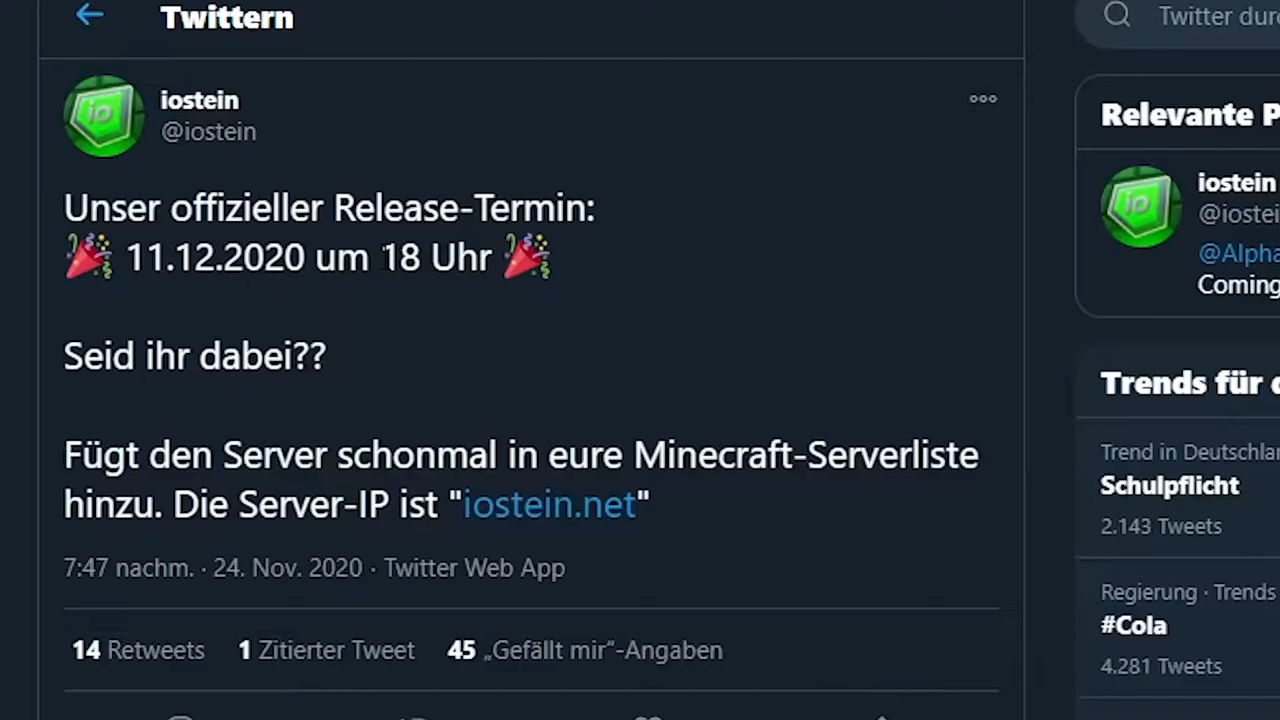 Twittern
Twitter dur
iostein
@iostein
Unser offizieller Release-Termin:
🎉 11.12.2020 um 18 Uhr 🎉
Seid ihr dabei??
Fügt den Server schonmal in eure Minecraft-Serverliste
hinzu. Die Server-IP ist "iostein.net"
7:47 nachm. · 24. Nov. 2020 · Twitter Web App
14 Retweets 1 Zitierter Tweet 45 „Gefällt mir“-Angaben
Relevante P
io
iostein
@iostei
@Alpha
Coming
Trends für d
Trend in Deutschlan
Schulpflicht
2.143 Tweets
Regierung · Trends
#Cola
4.281 Tweets